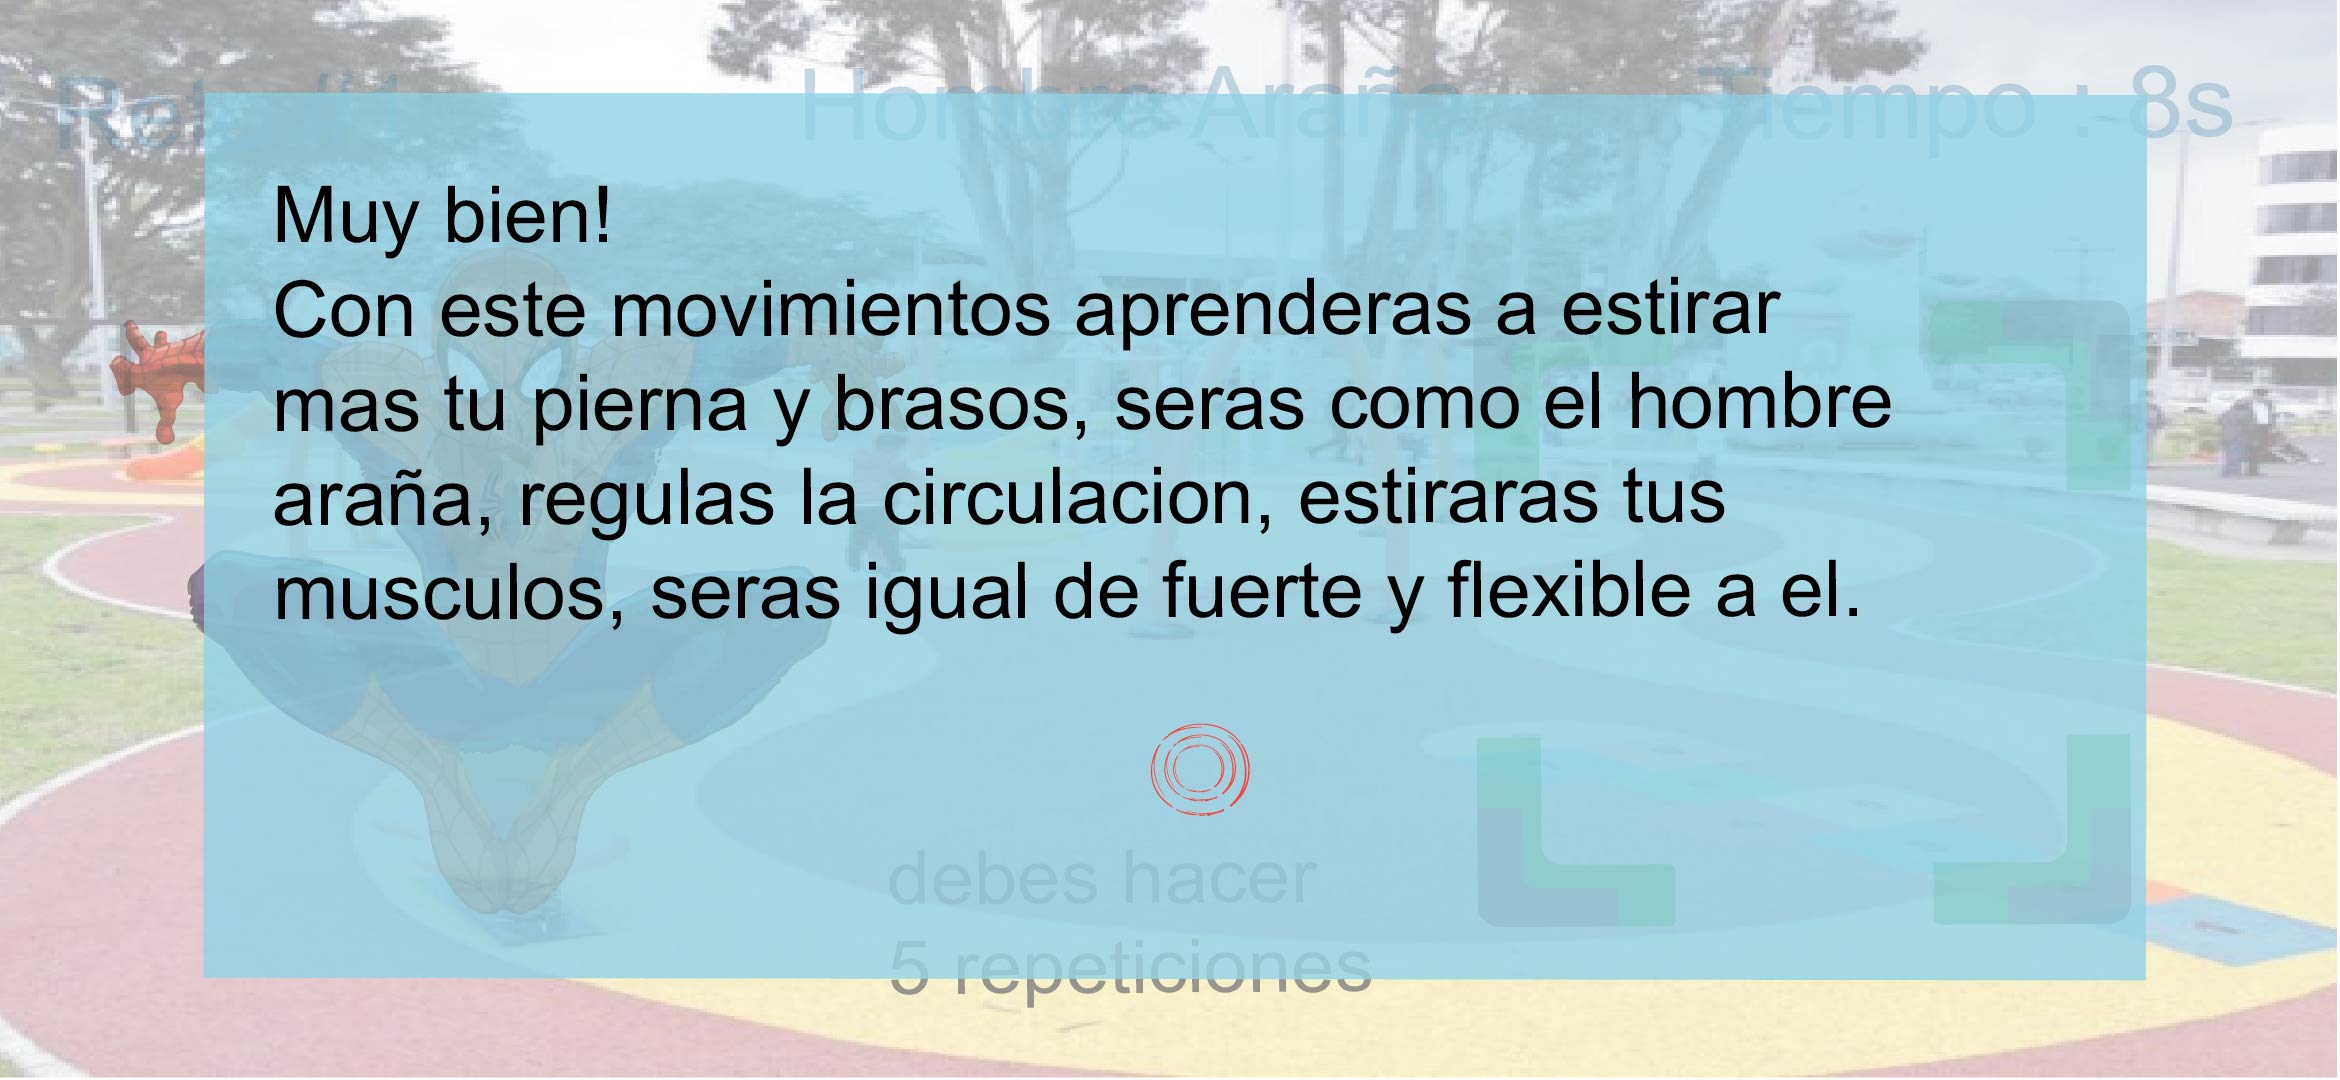 Reto #1 Hombre Araña Tiempo : 8s
Muy bien!
Con este movimientos aprenderas a estirar
mas tu pierna y brasos, seras como el hombre
araña, regulas la circulacion, estiraras tus
musculos, seras igual de fuerte y flexible a el.
debes hacer
5 repeticiones